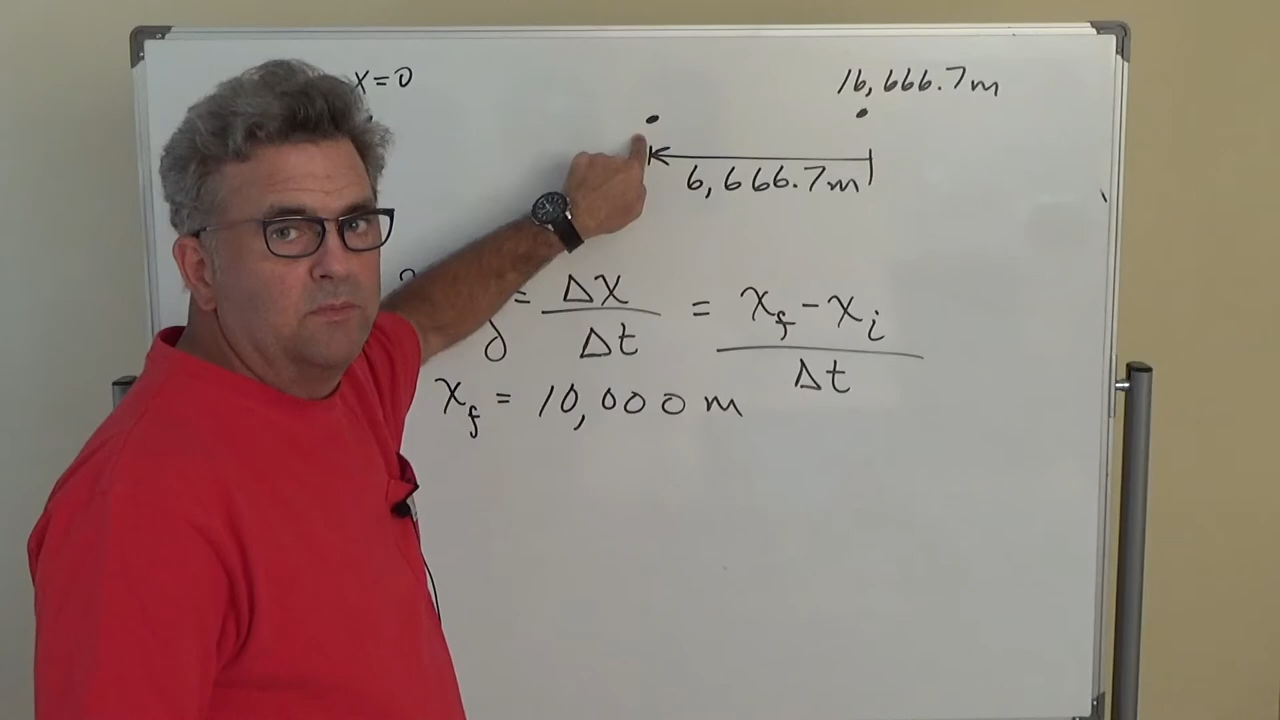 x=0
16,666.7m
6,666.7m
= Δx/Δt = x_f - x_i/Δt
x_f = 10,000 m